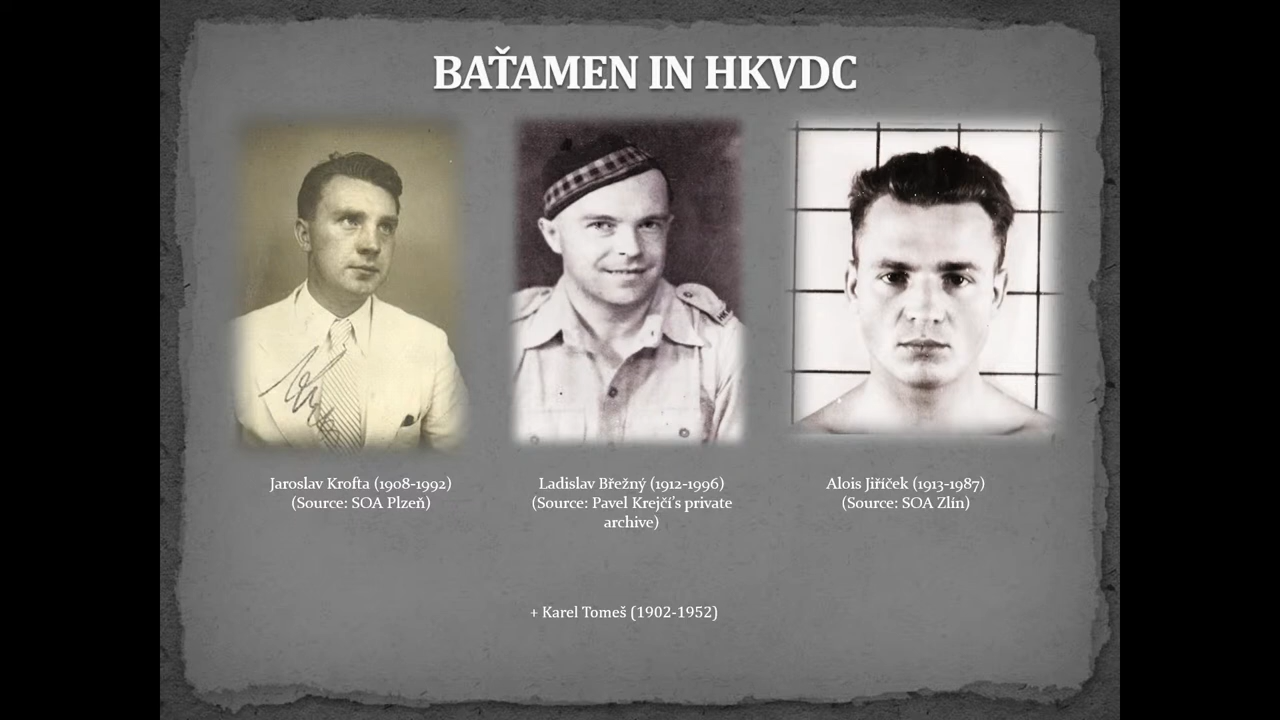 BAŤAMEN IN HKVDC
Jaroslav Krofta (1908-1992)
(Source: SOA Plzeň)
Ladislav Břežný (1912-1996)
(Source: Pavel Krejčí's private
archive)
Alois Jiříček (1913-1987)
(Source: SOA Zlín)
+ Karel Tomeš (1902-1952)